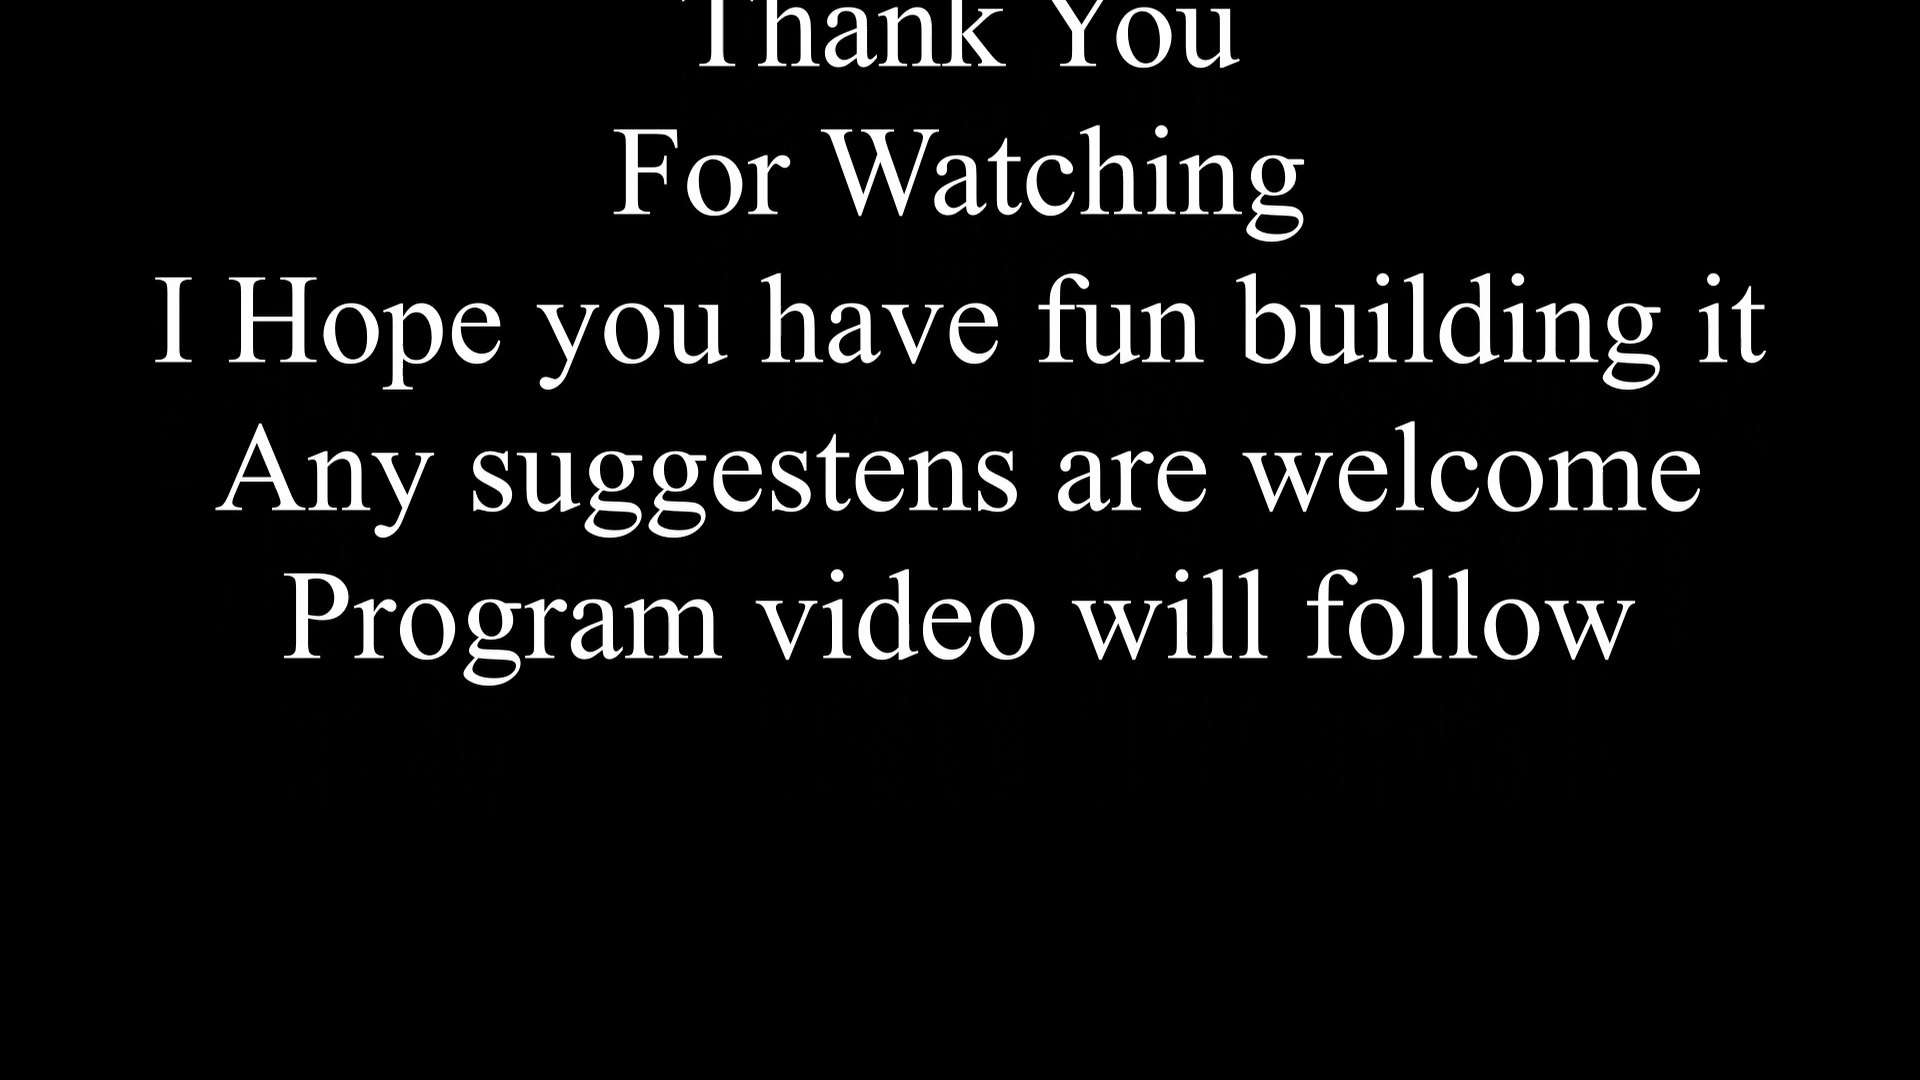 Thank You
For Watching
I Hope you have fun building it
Any suggestens are welcome
Program video will follow